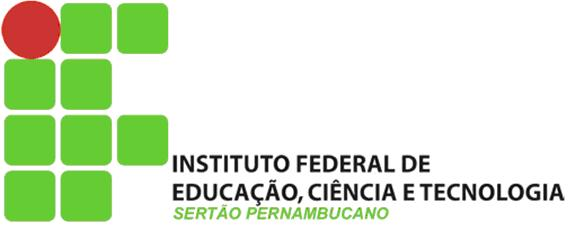 INSTITUTO FEDERAL DE
EDUCAÇÃO, CIÊNCIA E TECNOLOGIA
SERTÃO PERNAMBUCANO